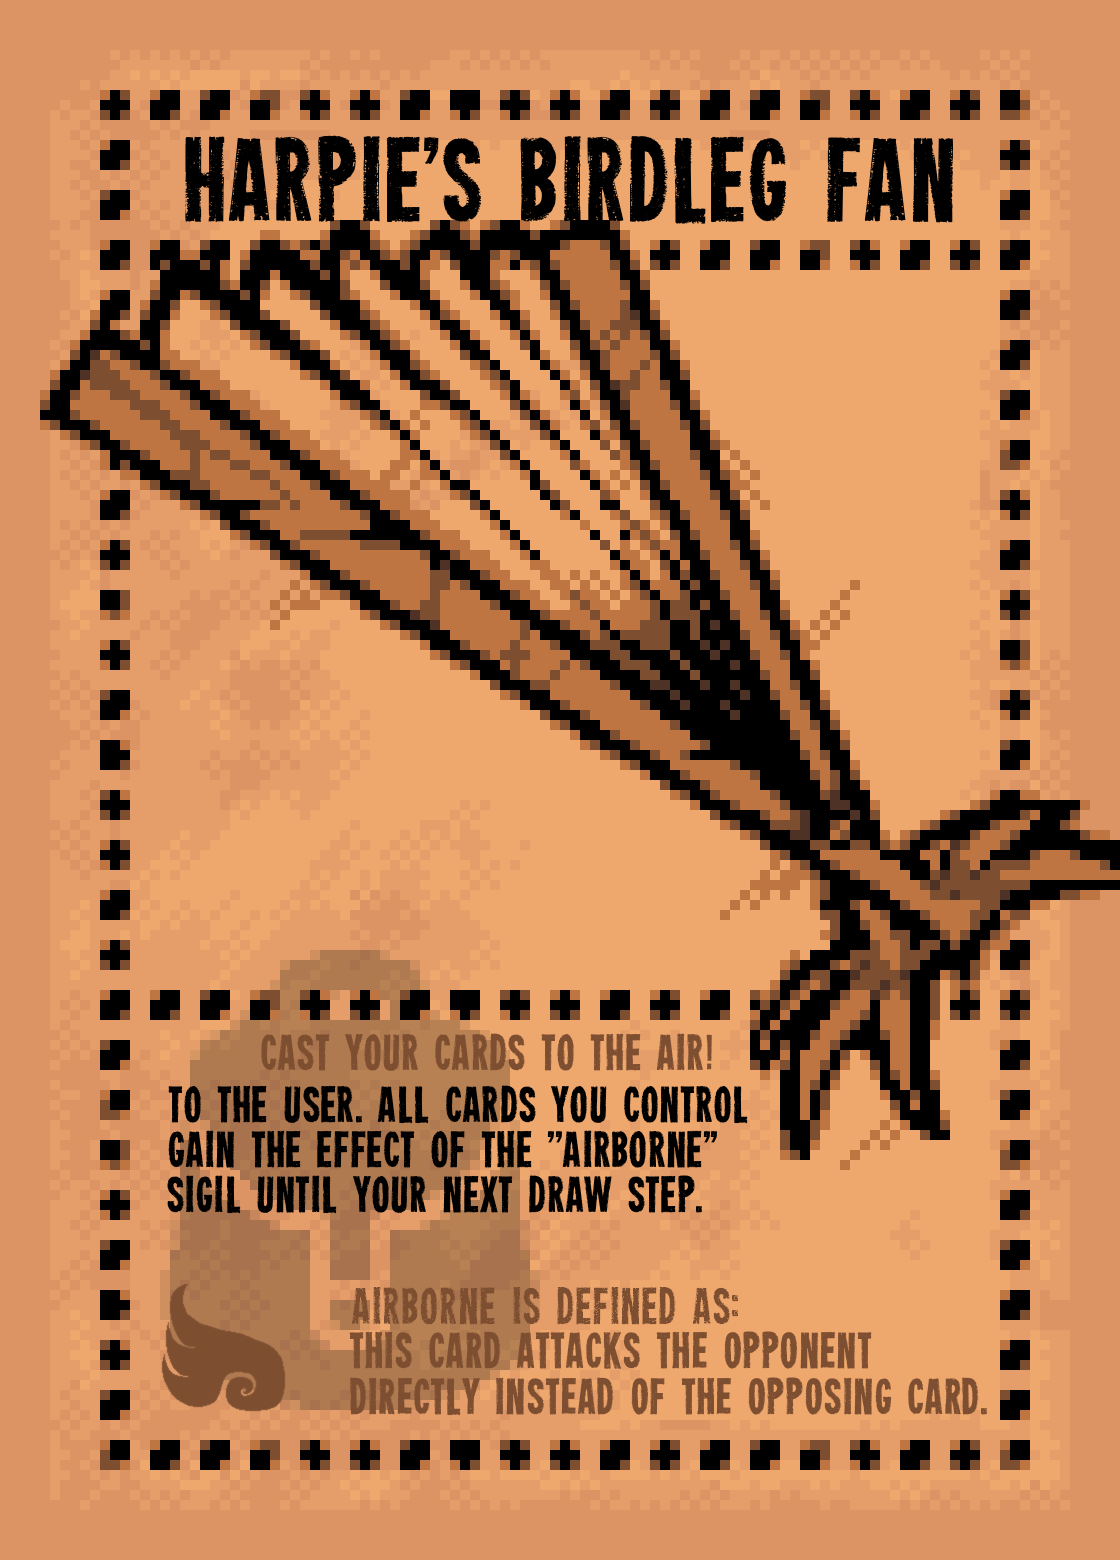 HARPIE'S BIRDLEG FAN
CAST YOUR CARDS TO THE AIR!
TO THE USER. ALL CARDS YOU CONTROL
GAIN THE EFFECT OF THE "AIRBORNE"
SIGIL UNTIL YOUR NEXT DRAW STEP.
AIRBORNE IS DEFINED AS:
THIS CARD ATTACKS THE OPPONENT
DIRECTLY INSTEAD OF THE OPPOSING CARD.